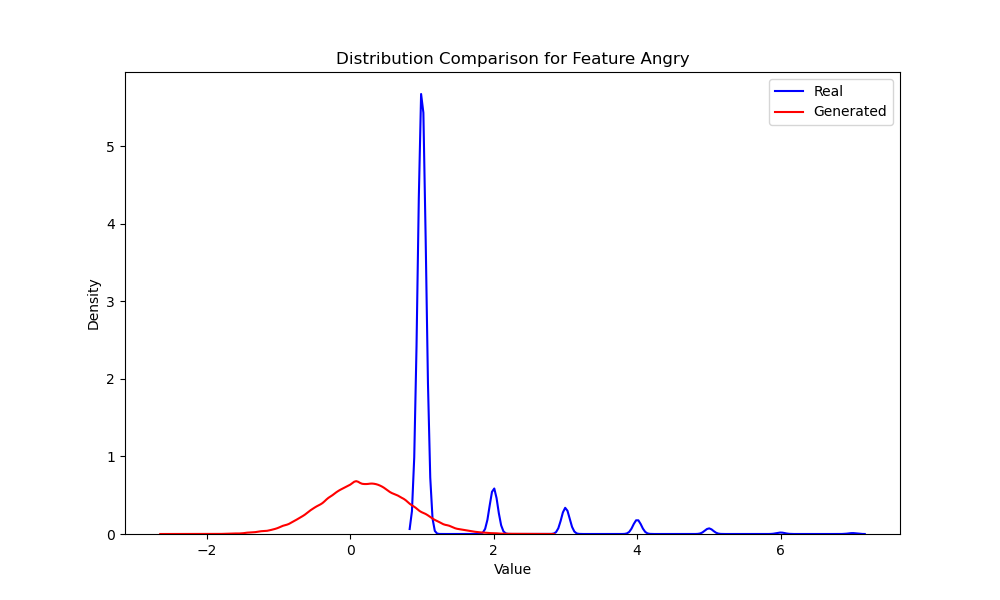 Distribution Comparison for Feature Angry
Real
Generated
Density
5
4
3
2
1
0
−2
0
2
4
6
Value